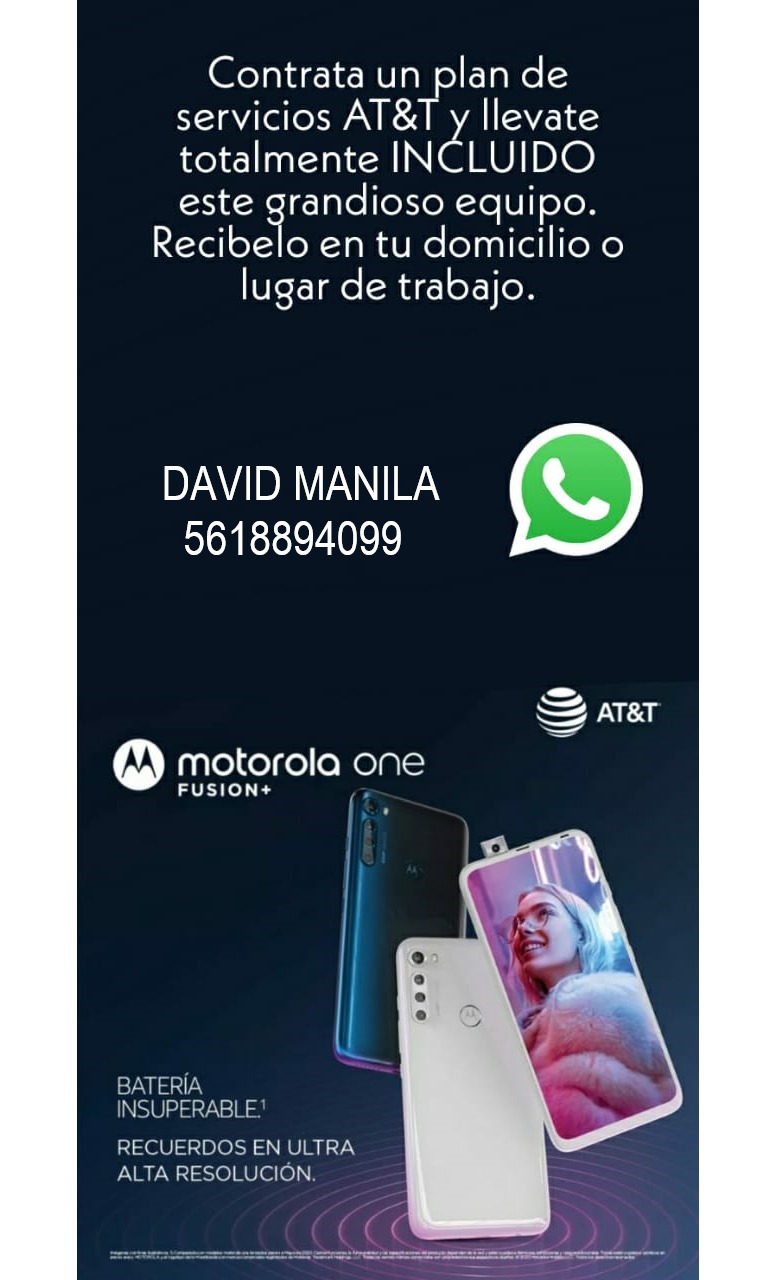 Contrata un plan de
servicios AT&T y llevate
totalmente INCLUIDO
este grandioso equipo.
Recibelo en tu domicilio o
lugar de trabajo.
DAVID MANILA
5618894099
AT&T
motorola one
FUSION+
BATERÍA
INSUPERABLE.¹
RECUERDOS EN ULTRA
ALTA RESOLUCIÓN.